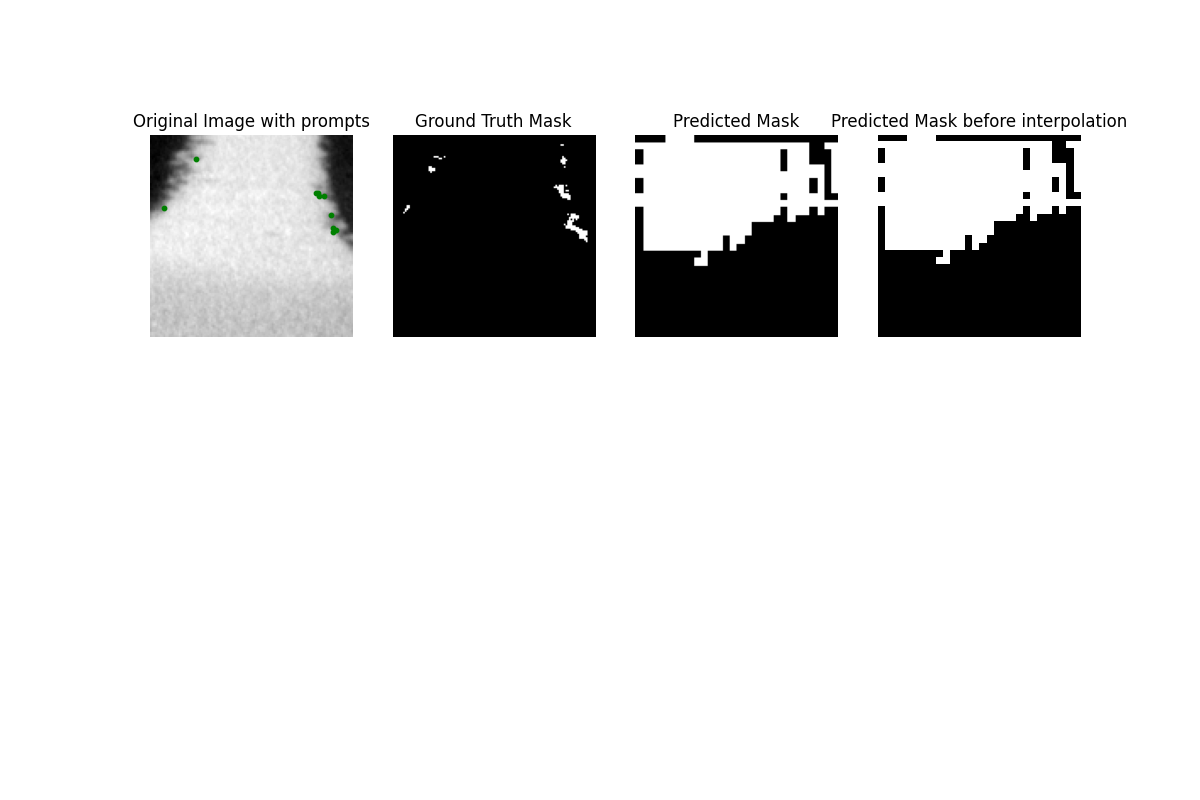 Original Image with prompts
Ground Truth Mask
Predicted Mask
Predicted Mask before interpolation